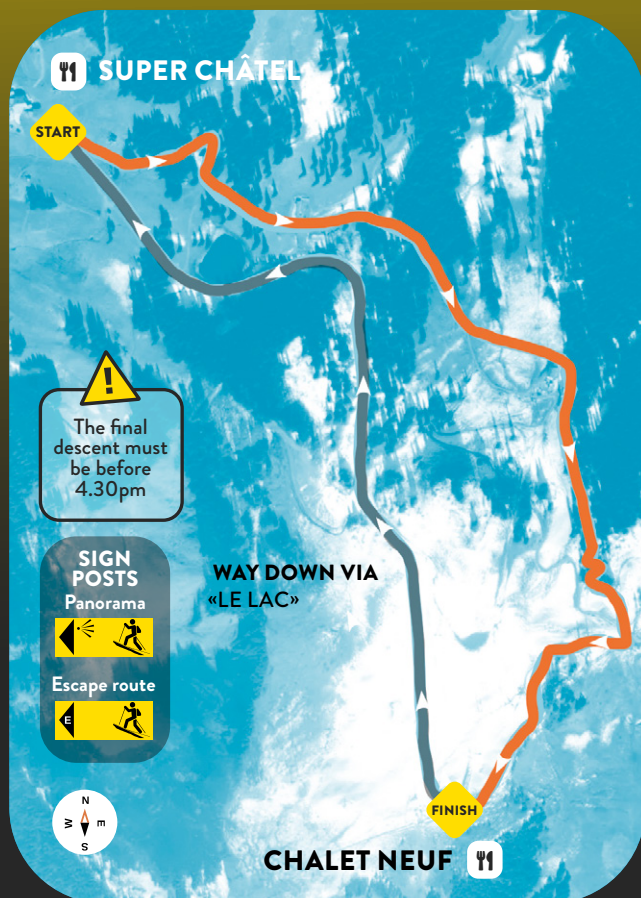 SUPER CHÂTEL
START
!
The final
descent must
be before
4.30pm
SIGN
POSTS
Panorama
Escape route
E
WAY DOWN VIA
«LE LAC»
N
W E
S
FINISH
CHALET NEUF